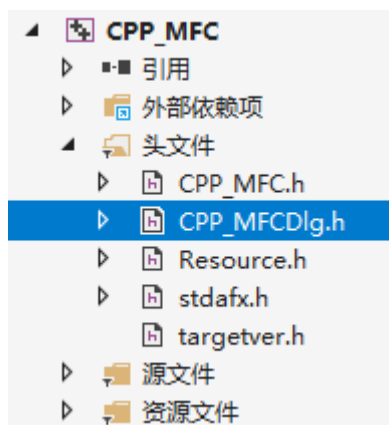 CPP_MFC
引用
外部依赖项
头文件
CPP_MFC.h
CPP_MFCDlg.h
Resource.h
stdafx.h
targetver.h
源文件
资源文件